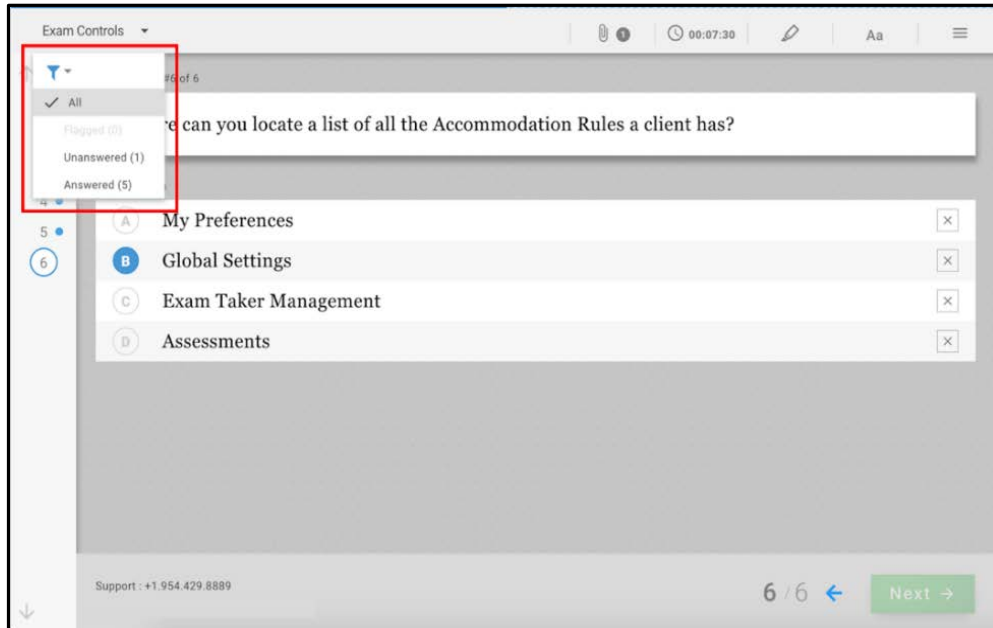 Exam Controls
1
00:07:30
Aa
#6 of 6
All
Flagged (0)
Unanswered (1)
Answered (5)
can you locate a list of all the Accommodation Rules a client has?
4
5
6
A My Preferences
B Global Settings
C Exam Taker Management
D Assessments
Support : +1.954.429.8889
6 / 6
Next